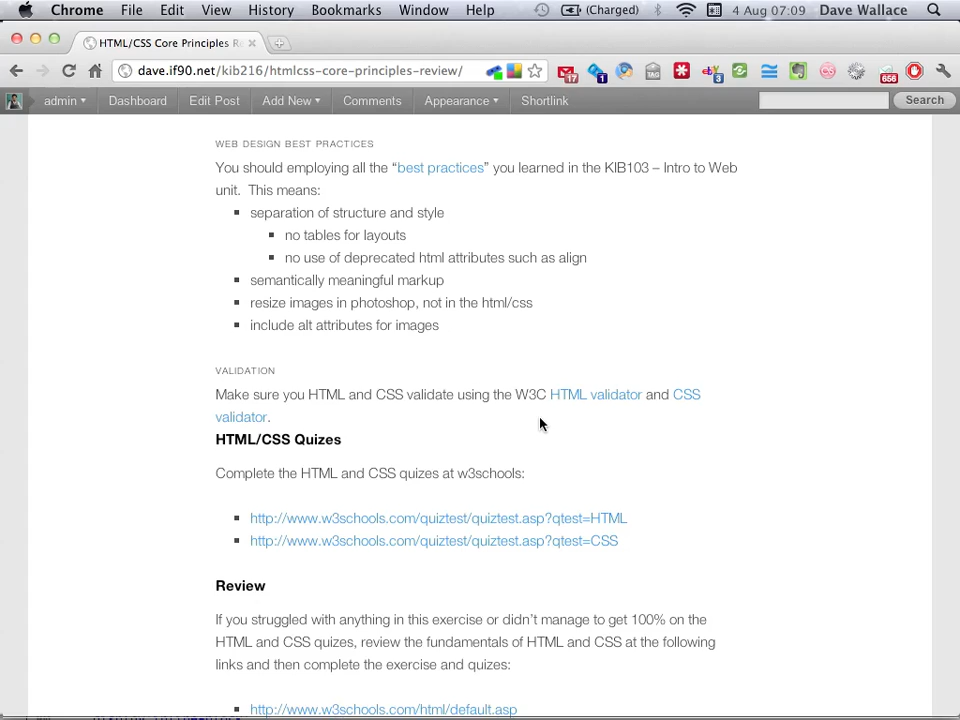 Chrome File Edit View History Bookmarks Window Help (Charged) 4 Aug 07:09 Dave Wallace
HTML/CSS Core Principles Re
dave.if90.net/kib216/htmlcss-core-principles-review/
17 1 TAG 3 656
admin Dashboard Edit Post Add New Comments Appearance Shortlink Search
WEB DESIGN BEST PRACTICES
You should employing all the “best practices” you learned in the KIB103 – Intro to Web
unit. This means:
separation of structure and style
no tables for layouts
no use of deprecated html attributes such as align
semantically meaningful markup
resize images in photoshop, not in the html/css
include alt attributes for images
VALIDATION
Make sure you HTML and CSS validate using the W3C HTML validator and CSS
validator.
HTML/CSS Quizes
Complete the HTML and CSS quizes at w3schools:
http://www.w3schools.com/quiztest/quiztest.asp?qtest=HTML
http://www.w3schools.com/quiztest/quiztest.asp?qtest=CSS
Review
If you struggled with anything in this exercise or didn’t manage to get 100% on the
HTML and CSS quizes, review the fundamentals of HTML and CSS at the following
links and then complete the exercise and quizes:
http://www.w3schools.com/html/default.asp